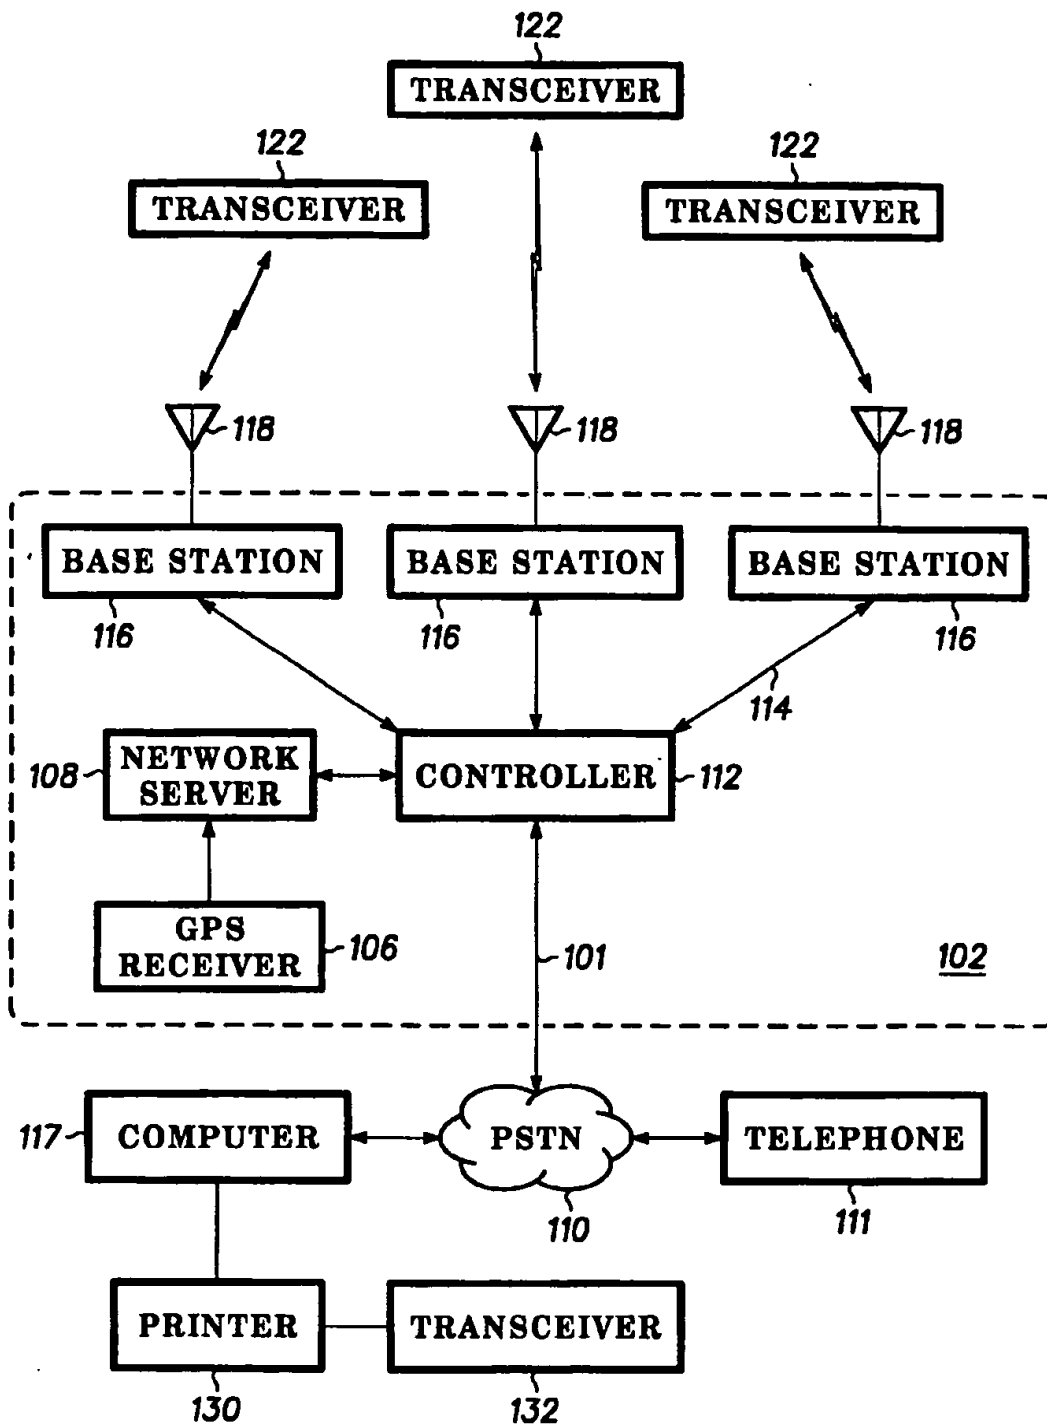 122
TRANSCEIVER
122
TRANSCEIVER
122
TRANSCEIVER
118
118
118
BASE STATION
BASE STATION
BASE STATION
116
116
116
114
108
NETWORK
SERVER
CONTROLLER
112
GPS
RECEIVER
106
101
102
117
COMPUTER
PSTN
TELEPHONE
110
111
PRINTER
TRANSCEIVER
130
132